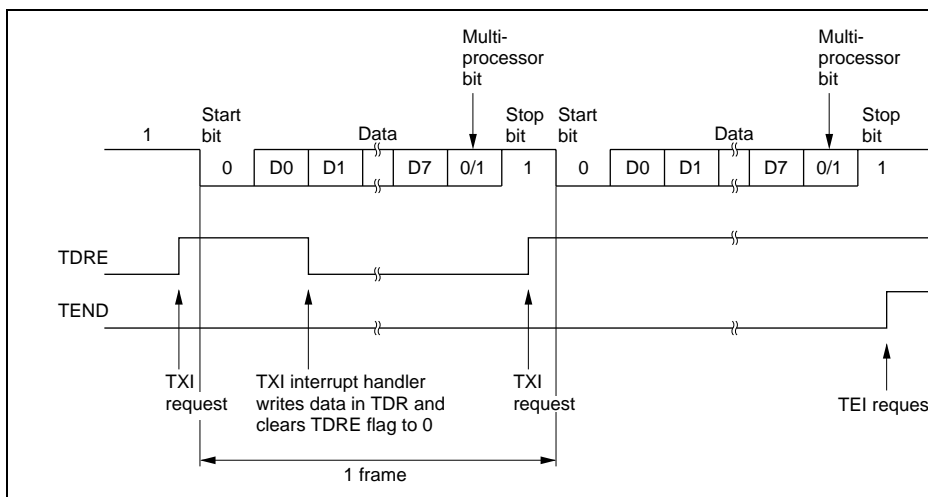 Multi-
processor
bit
Multi-
processor
bit
1
Start
bit
Data
Stop
bit
Start
bit
Data
Stop
bit
0 D0 D1 D7 0/1 1 0 D0 D1 D7 0/1 1
TDRE
TEND
TXI
request
TXI interrupt handler
writes data in TDR and
clears TDRE flag to 0
TXI
request
TEI reques
1 frame